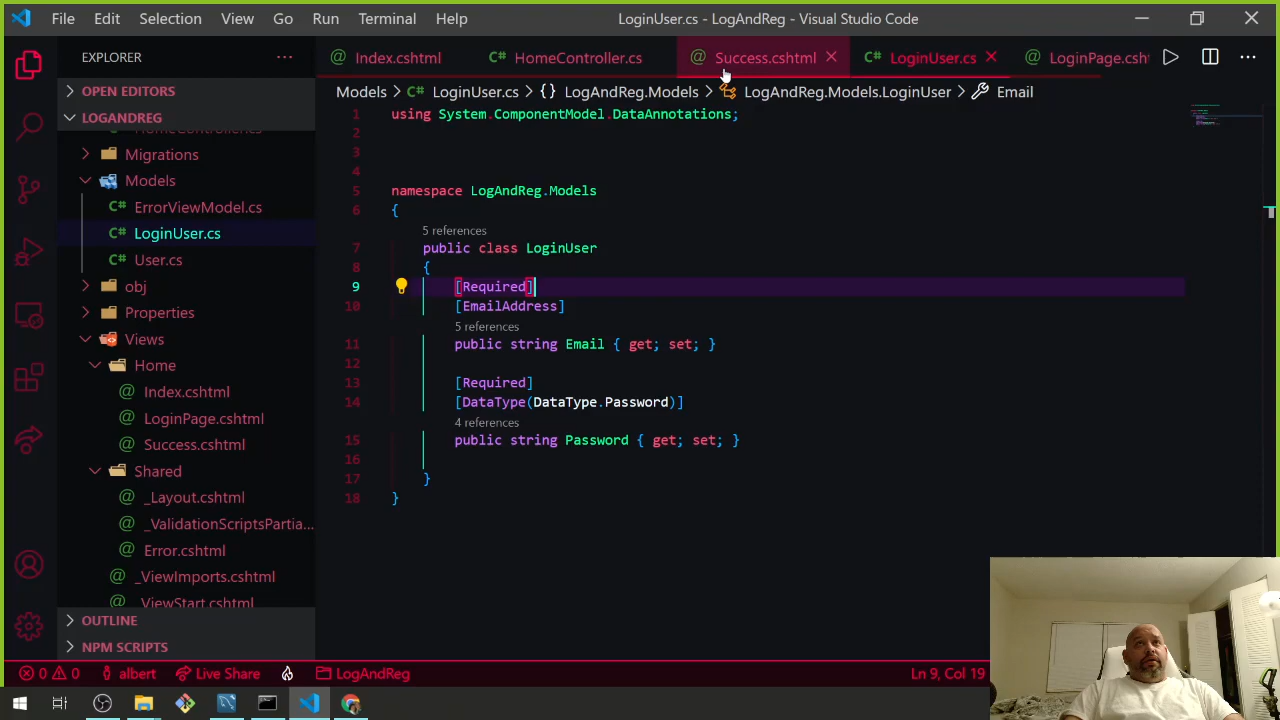 File Edit Selection View Go Run Terminal Help LoginUser.cs - LogAndReg - Visual Studio Code
EXPLORER
Index.cshtml HomeController.cs Success.cshtml LoginUser.cs LoginPage.csht
OPEN EDITORS
LOGANDREG
HomeController.cs
Migrations
Models
ErrorViewModel.cs
LoginUser.cs
User.cs
obj
Properties
Views
Home
Index.cshtml
LoginPage.cshtml
Success.cshtml
Shared
_Layout.cshtml
_ValidationScriptsPartia...
Error.cshtml
_ViewImports.cshtml
_ViewStart.cshtml
OUTLINE
NPM SCRIPTS
Models > LoginUser.cs > {} LogAndReg.Models > LogAndReg.Models.LoginUser > Email
1 using System.ComponentModel.DataAnnotations;
2
3
4
5 namespace LogAndReg.Models
6 {
5 references
7 public class LoginUser
8 {
9 [Required]
10 [EmailAddress]
5 references
11 public string Email { get; set; }
12
13 [Required]
14 [DataType(DataType.Password)]
4 references
15 public string Password { get; set; }
16
17 }
18 }
0 0 albert Live Share LogAndReg Ln 9, Col 19